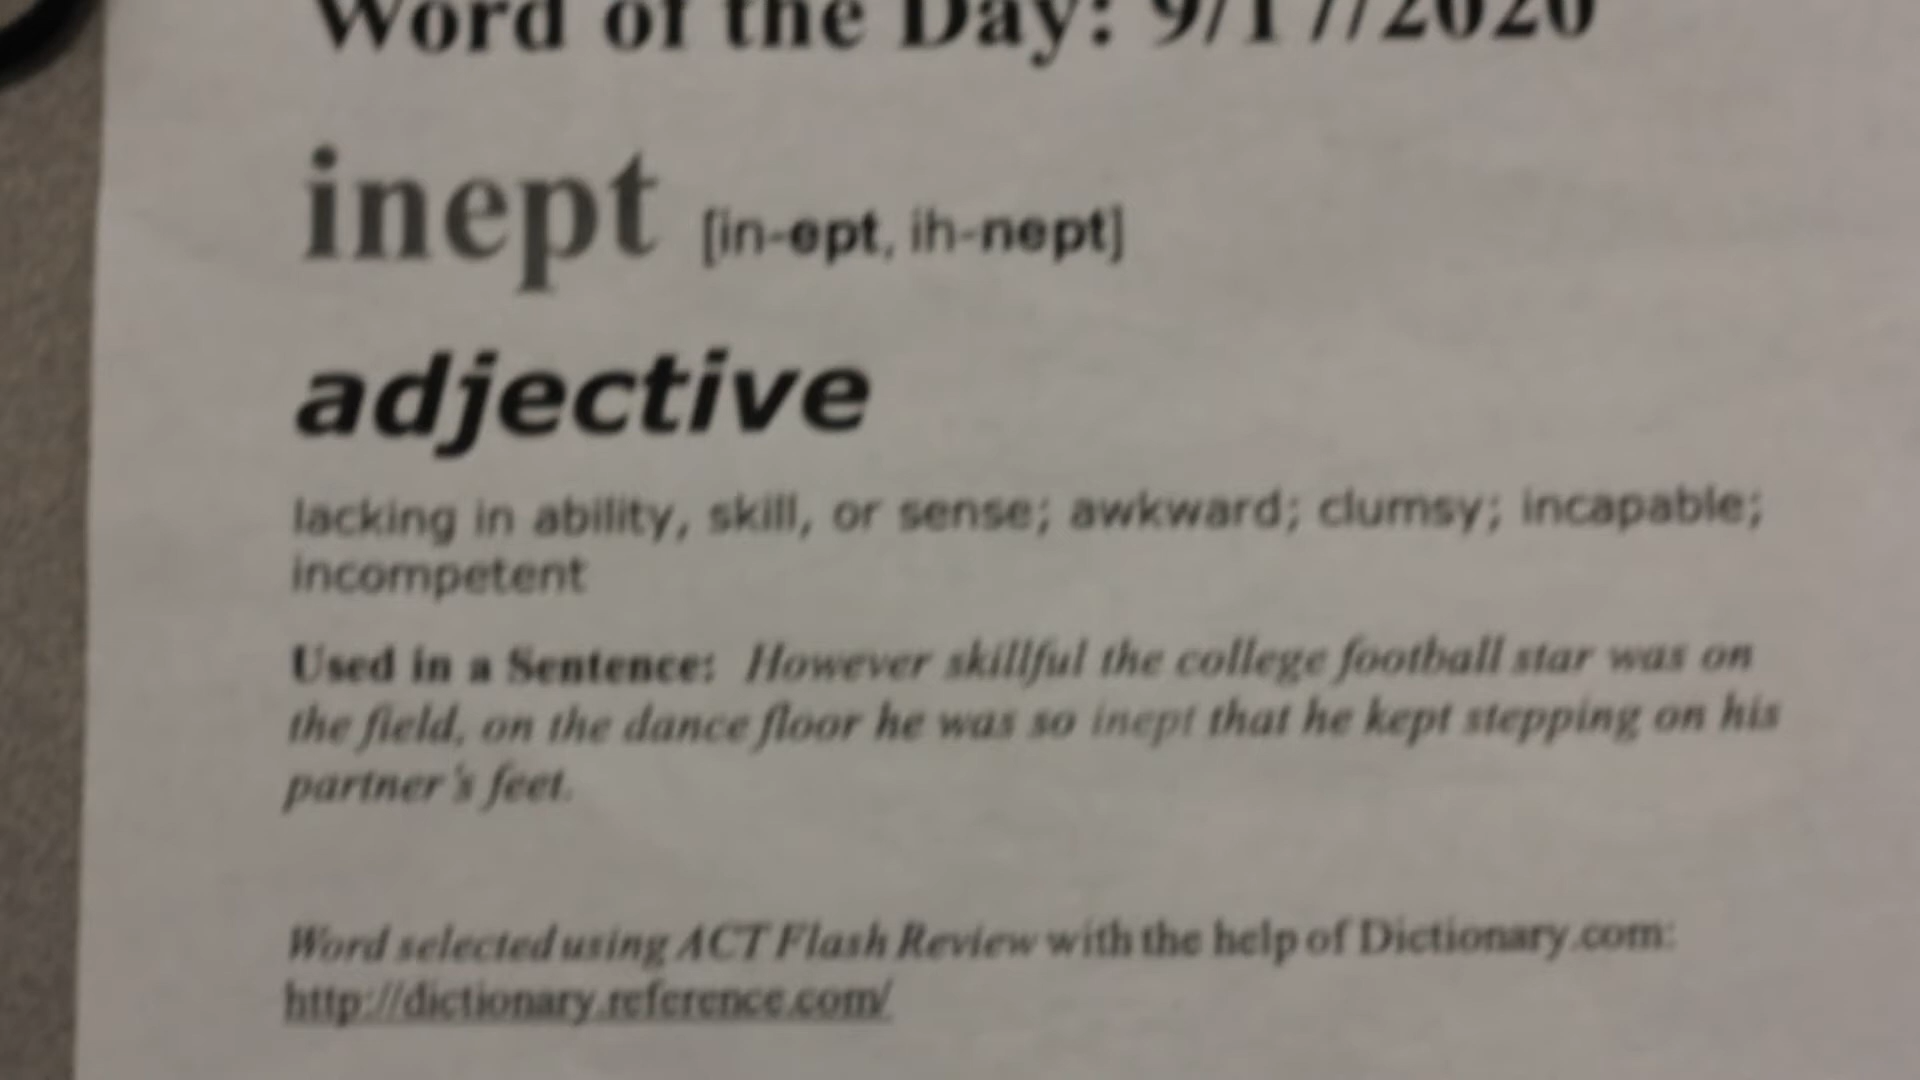 Word of the Day: 9/17/2020
inept [in-ept, ih-nept]
adjective
lacking in ability, skill, or sense; awkward; clumsy; incapable;
incompetent
Used in a Sentence: However skillful the college football star was on
the field, on the dance floor he was so inept that he kept stepping on his
partner's feet.
Word selected using ACT Flash Review with the help of Dictionary.com:
http://dictionary.reference.com/